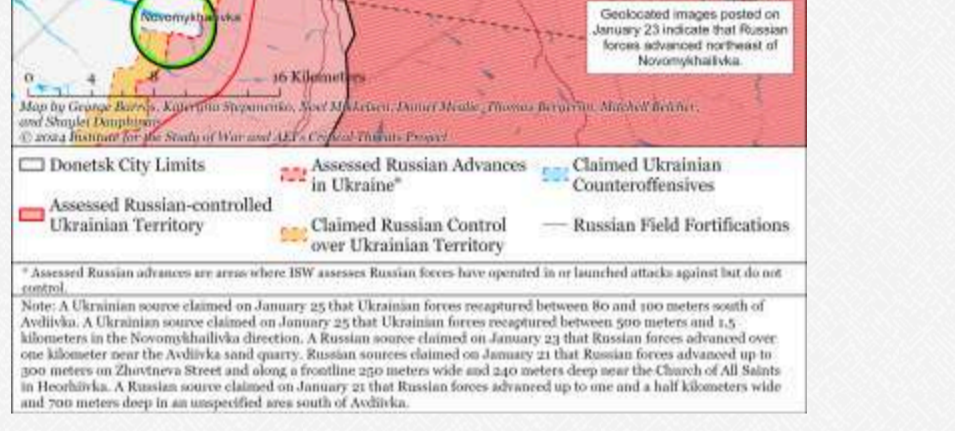 Novomykhailivka
Geolocated images posted on
January 23 indicate that Russian
forces advanced northeast of
Novomykhailivka.
0 4 8 16 Kilometers
Map by George Barros, Kateryna Stepanenko, Noel Mikkelsen, Daniel Mealie, Thomas Bergeron, Mitchell Belcher,
and Shaylei Dauphinais
© 2024 Institute for the Study of War and AEI's Critical Threats Project
Donetsk City Limits
Assessed Russian-controlled
Ukrainian Territory
Assessed Russian Advances
in Ukraine*
Claimed Russian Control
over Ukrainian Territory
Claimed Ukrainian
Counteroffensives
Russian Field Fortifications
* Assessed Russian advances are areas where ISW assesses Russian forces have operated in or launched attacks against but do not
control.
Note: A Ukrainian source claimed on January 25 that Ukrainian forces recaptured between 80 and 100 meters south of
Avdiivka. A Ukrainian source claimed on January 25 that Ukrainian forces recaptured between 500 meters and 1,5
kilometers in the Novomykhailivka direction. A Russian source claimed on January 23 that Russian forces advanced over
one kilometer near the Avdiivka sand quarry. Russian sources claimed on January 21 that Russian forces advanced up to
300 meters on Zhovtneva Street and along a frontline 250 meters wide and 240 meters deep near the Church of All Saints
in Heorhiivka. A Russian source claimed on January 21 that Russian forces advanced up to one and a half kilometers wide
and 700 meters deep in an unspecified area south of Avdiivka.